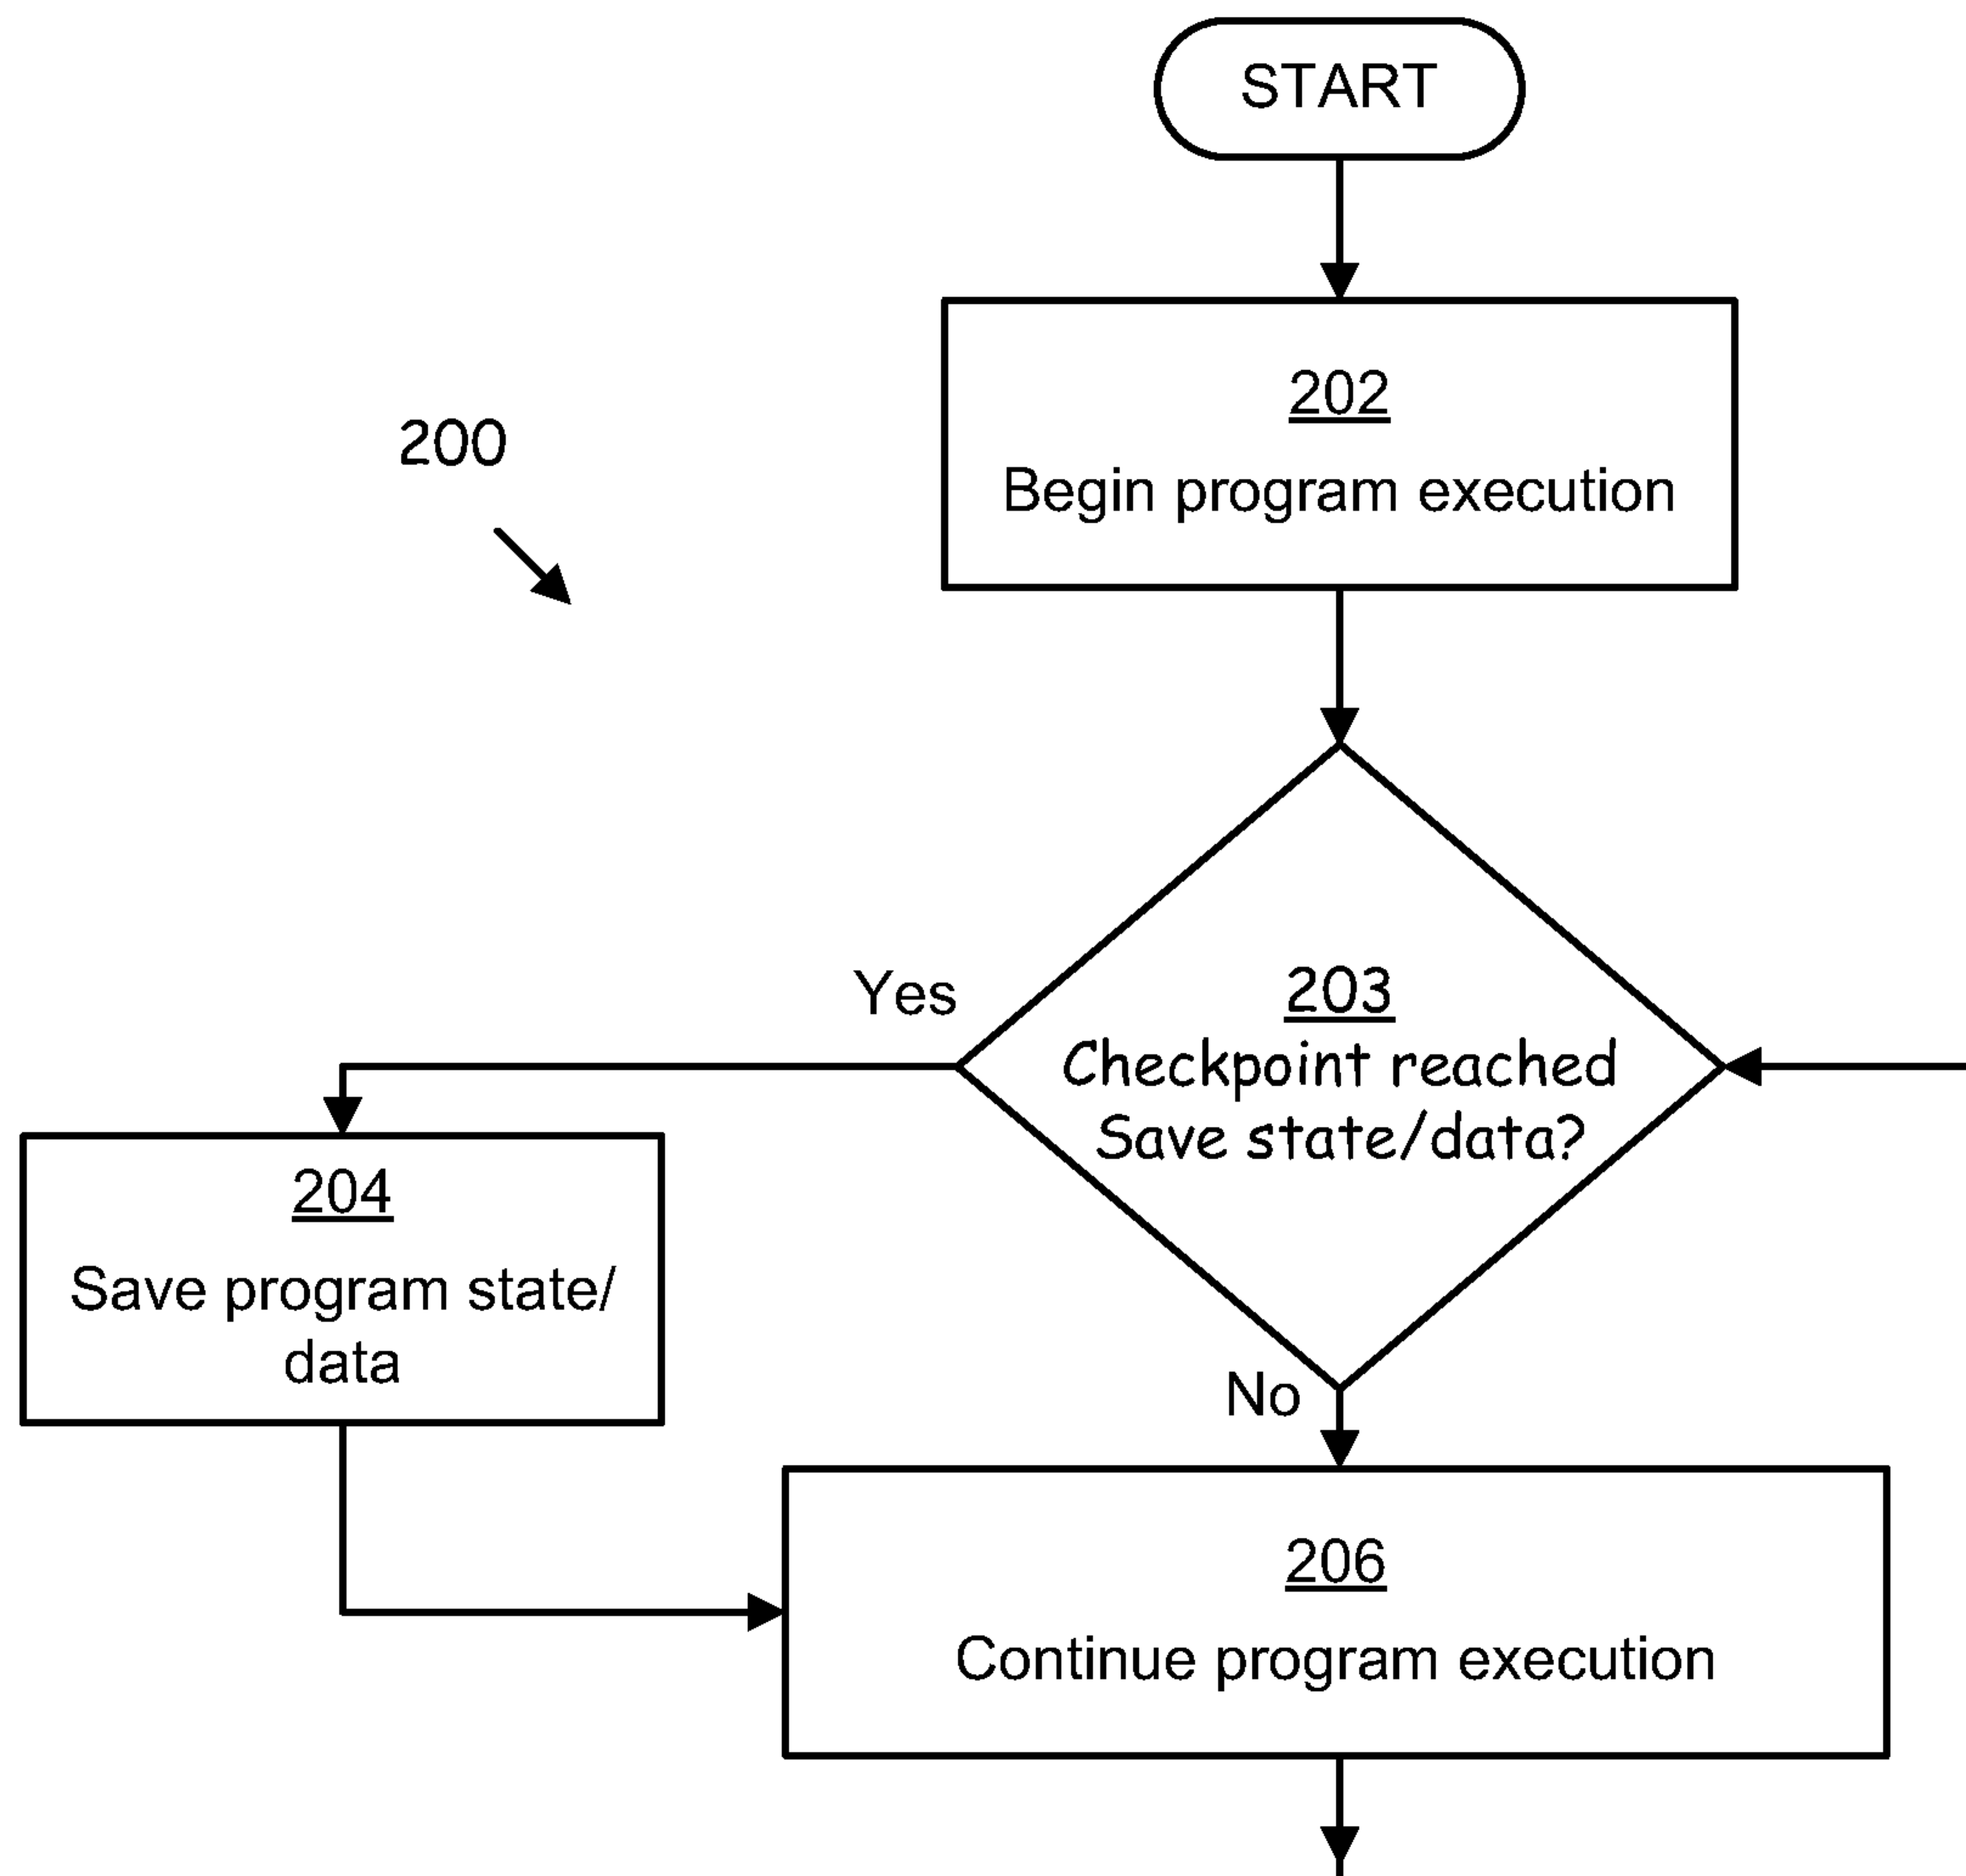 START
202
Begin program execution
200
203
Checkpoint reached
Save state/data?
Yes
204
Save program state/
data
No
206
Continue program execution